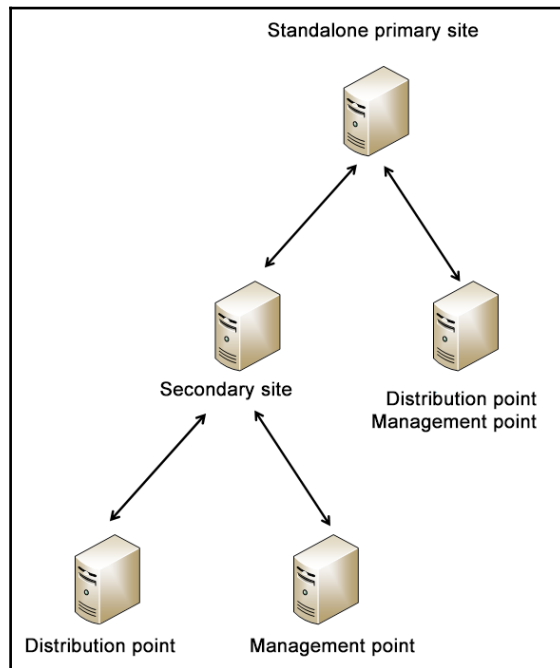 Standalone primary site
Secondary site
Distribution point
Management point
Distribution point
Management point